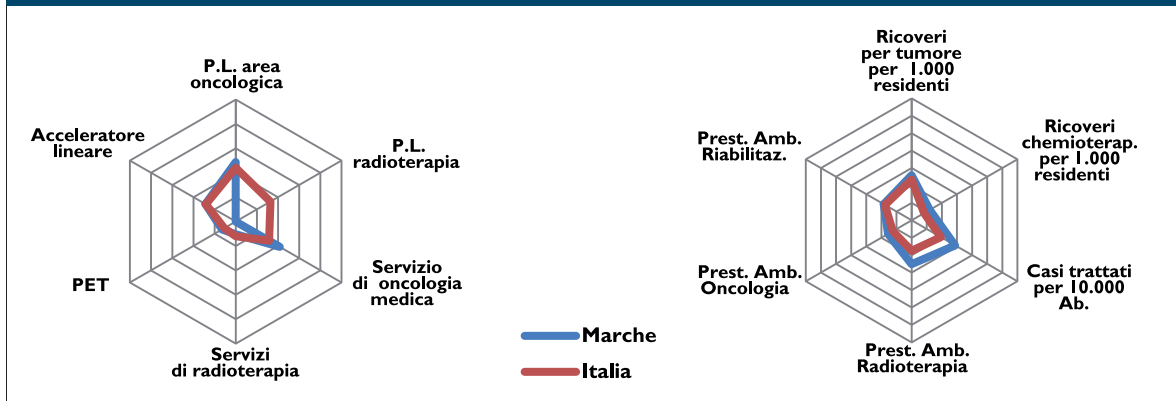 P.L. area
oncologica
P.L.
radioterapia
Servizio
di oncologia
medica
Servizi
di radioterapia
PET
Acceleratore
lineare
Marche
Italia
Ricoveri
per tumore
per 1.000
residenti
Ricoveri
chemioterap.
per 1.000
residenti
Casi trattati
per 10.000
Ab.
Prest. Amb.
Radioterapia
Prest. Amb.
Oncologia
Prest. Amb.
Riabilitaz.